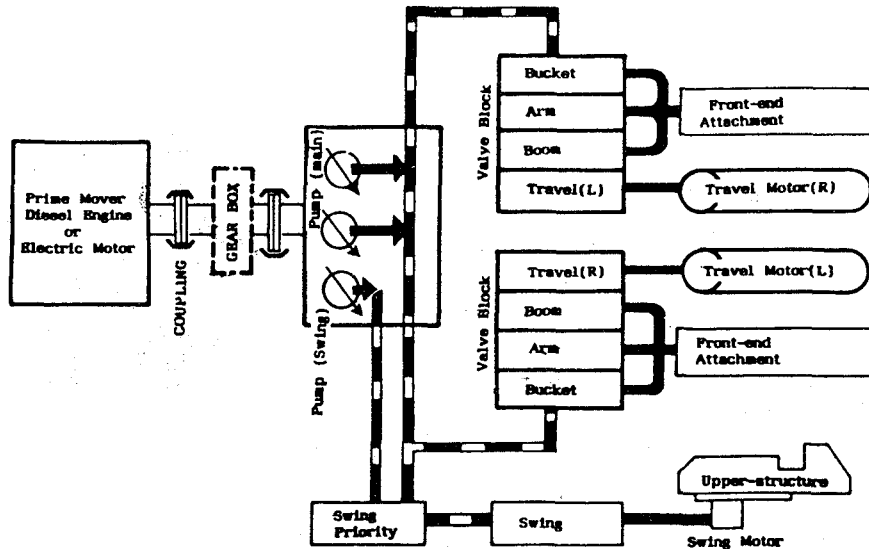 Prime Mover
Diesel Engine
or
Electric Motor
COUPLING
GEAR BOX
Pump (main)
Pump (Swing)
Valve Block
Bucket
Arm
Boom
Travel(L)
Front-end
Attachment
Travel Motor(R)
Valve Block
Travel(R)
Boom
Arm
Bucket
Travel Motor(L)
Front-end
Attachment
Swing
Priority
Swing
Upper-structure
Swing Motor